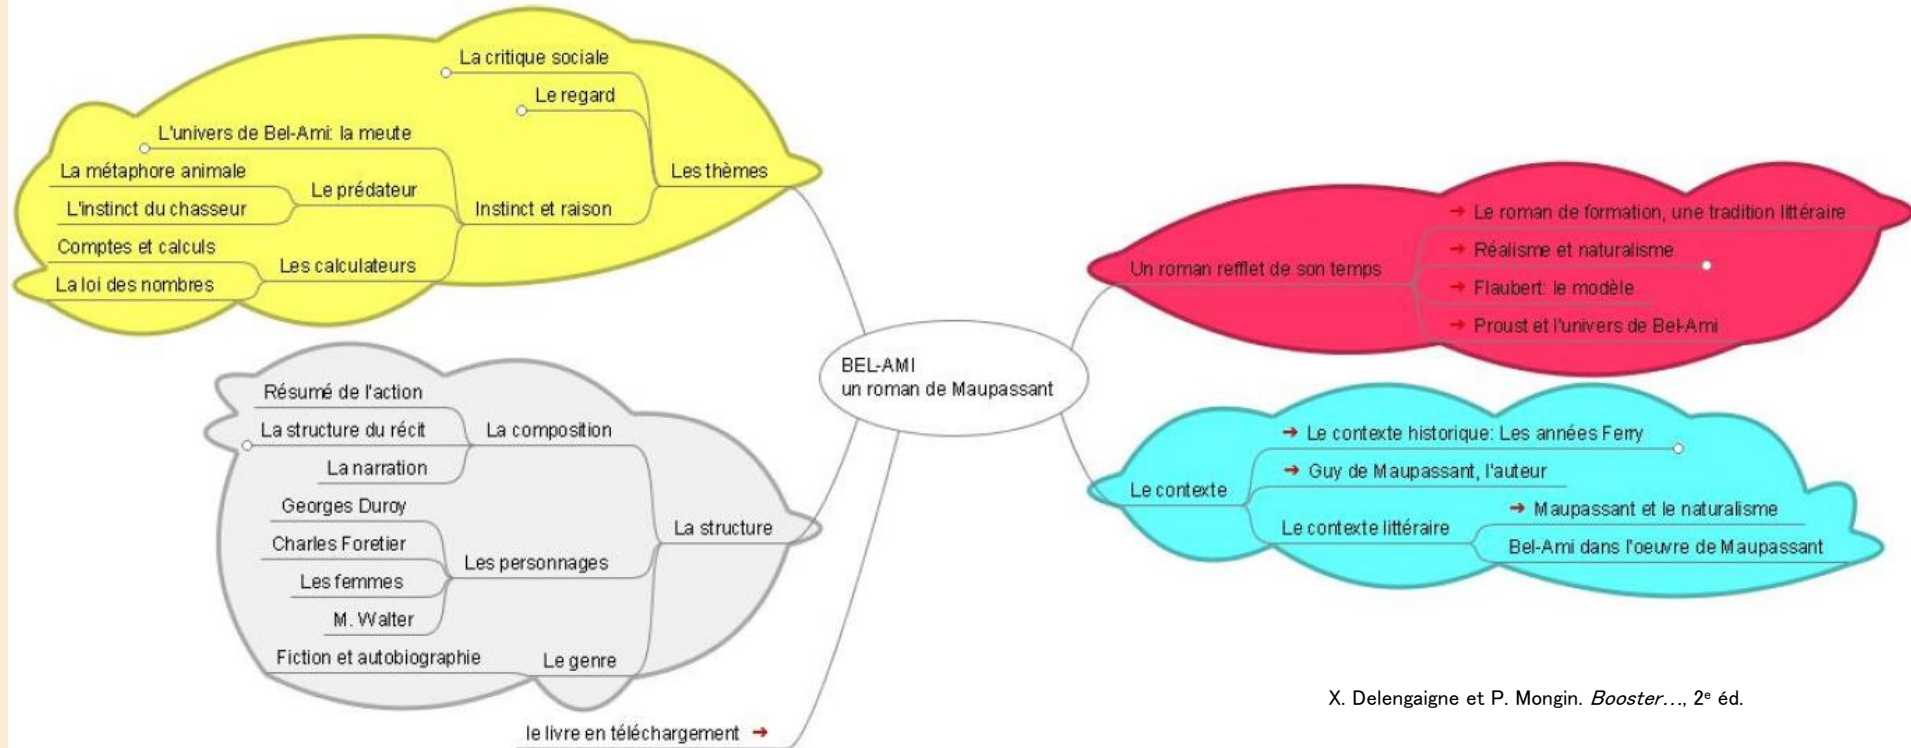 BEL-AMI
un roman de Maupassant
Les thèmes
La critique sociale
Le regard
Instinct et raison
L'univers de Bel-Ami: la meute
Le prédateur
La métaphore animale
L'instinct du chasseur
Les calculateurs
Comptes et calculs
La loi des nombres
La structure
La composition
Résumé de l'action
La structure du récit
La narration
Les personnages
Georges Duroy
Charles Foretier
Les femmes
M. Walter
Le genre
Fiction et autobiographie
le livre en téléchargement →
Un roman refflet de son temps
→ Le roman de formation, une tradition littéraire
→ Réalisme et naturalisme
→ Flaubert: le modèle
→ Proust et l'univers de Bel-Ami
Le contexte
→ Le contexte historique: Les années Ferry
→ Guy de Maupassant, l'auteur
Le contexte littéraire
→ Maupassant et le naturalisme
Bel-Ami dans l'oeuvre de Maupassant
X. Delengaigne et P. Mongin. Booster..., 2e éd.